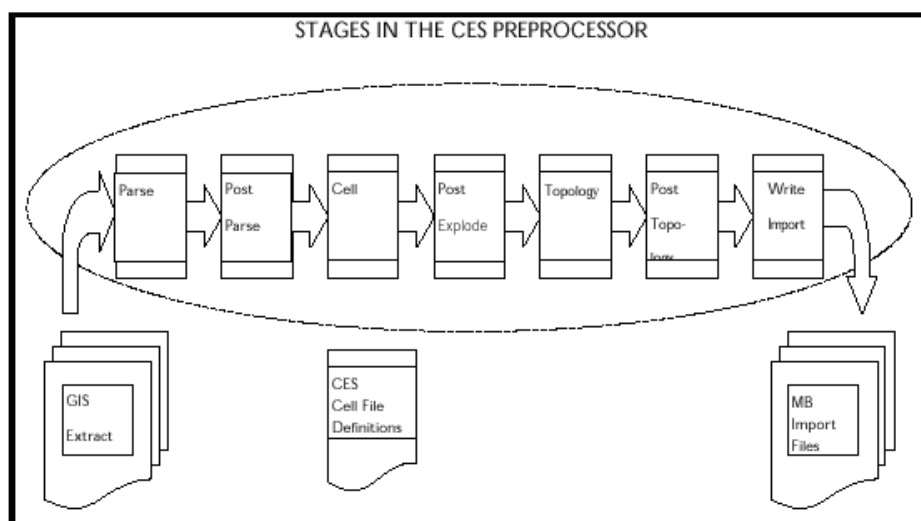 STAGES IN THE CES PREPROCESSOR
Parse
Post
Parse
Cell
Post
Explode
Topology
Post
Topo-
logy
Write
Import
GIS
Extract
CES
Cell File
Definitions
MB
Import
Files